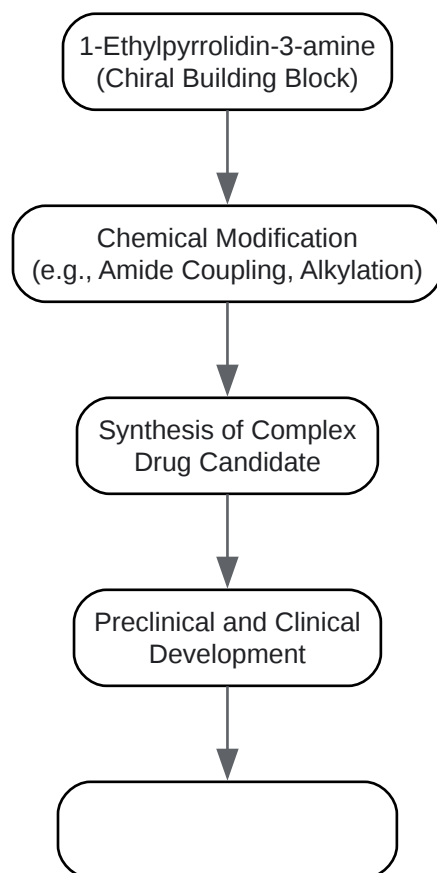 1-Ethylpyrrolidin-3-amine
(Chiral Building Block)
Chemical Modification
(e.g., Amide Coupling, Alkylation)
Synthesis of Complex
Drug Candidate
Preclinical and Clinical
Development